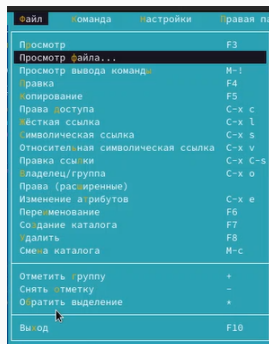 Файл Команда Настройки Правая па
Просмотр F3
Просмотр файла...
Просмотр вывода команды M-!
Правка F4
Копирование F5
Права доступа C-x c
Жёсткая ссылка C-x l
Символическая ссылка C-x s
Относительная символическая ссылка C-x v
Правка ссылки C-x C-s
Владелец/группа C-x o
Права (расширенные)
Изменение атрибутов C-x e
Переименование F6
Создание каталога F7
Удалить F8
Смена каталога M-c
Отметить группу +
Снять отметку -
Обратить выделение *
Выход F10